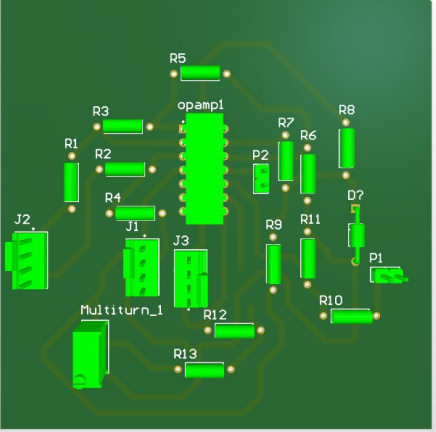 R5
opamp1
R3
R8
R7
R6
R1
R2
P2
R4
D?
J2
J1
J3
R9
R11
P1
Multiturn_1
R10
R12
R13